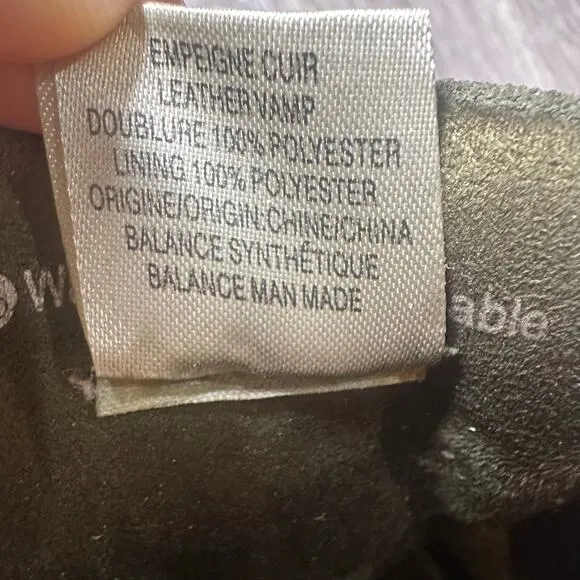 EMPEIGNE CUIR
LEATHER VAMP
DOUBLURE 100% POLYESTER
LINING 100% POLYESTER
ORIGINE/ORIGIN:CHINE/CHINA
BALANCE SYNTHÉTIQUE
BALANCE MAN MADE